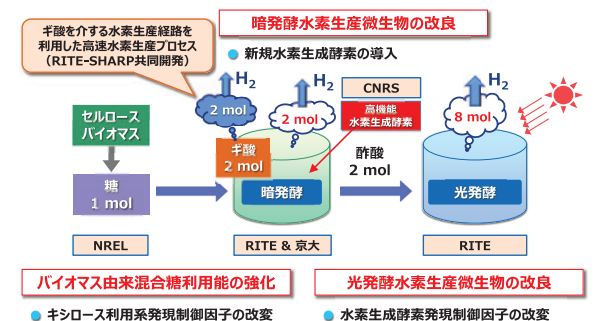 ギ酸を介する水素生産経路を
利用した高速水素生産プロセス
(RITE-SHARP共同開発)
暗発酵水素生産微生物の改良
● 新規水素生成酵素の導入
H2
2 mol
H2
2 mol
CNRS
高機能
水素生成酵素
H2
8 mol
セルロース
バイオマス
ギ酸
2 mol
酢酸
2 mol
糖
1 mol
暗発酵
光発酵
NREL
RITE & 京大
RITE
バイオマス由来混合糖利用能の強化
● キシロース利用系発現制御因子の改変
光発酵水素生産微生物の改良
● 水素生成酵素発現制御因子の改変